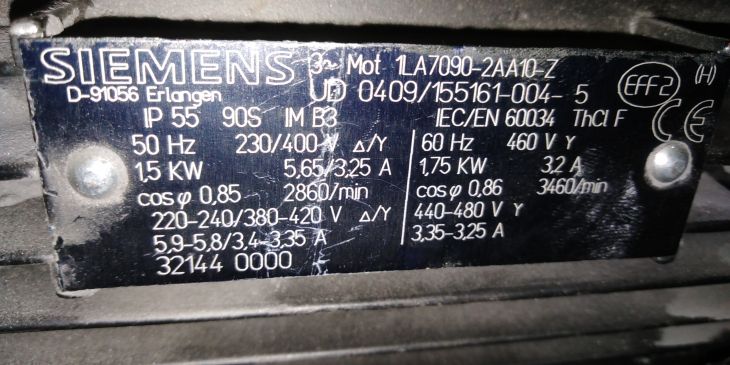 SIEMENS 3~ Mot 1LA7090-2AA10-Z
D-91056 Erlangen UD 0409/155161-004- 5 EFF2 (H)
IP 55 90S IM B3 IEC/EN 60034 ThCl F CE
50 Hz 230/400 V Δ/Y 60 Hz 460 V Y
1,5 KW 5,65/3,25 A 1,75 KW 3,2 A
cosφ 0,85 2860/min cosφ 0,86 3460/min
220-240/380-420 V Δ/Y 440-480 V Y
5,9-5,8/3,4-3,35 A 3,35-3,25 A
32144 0000